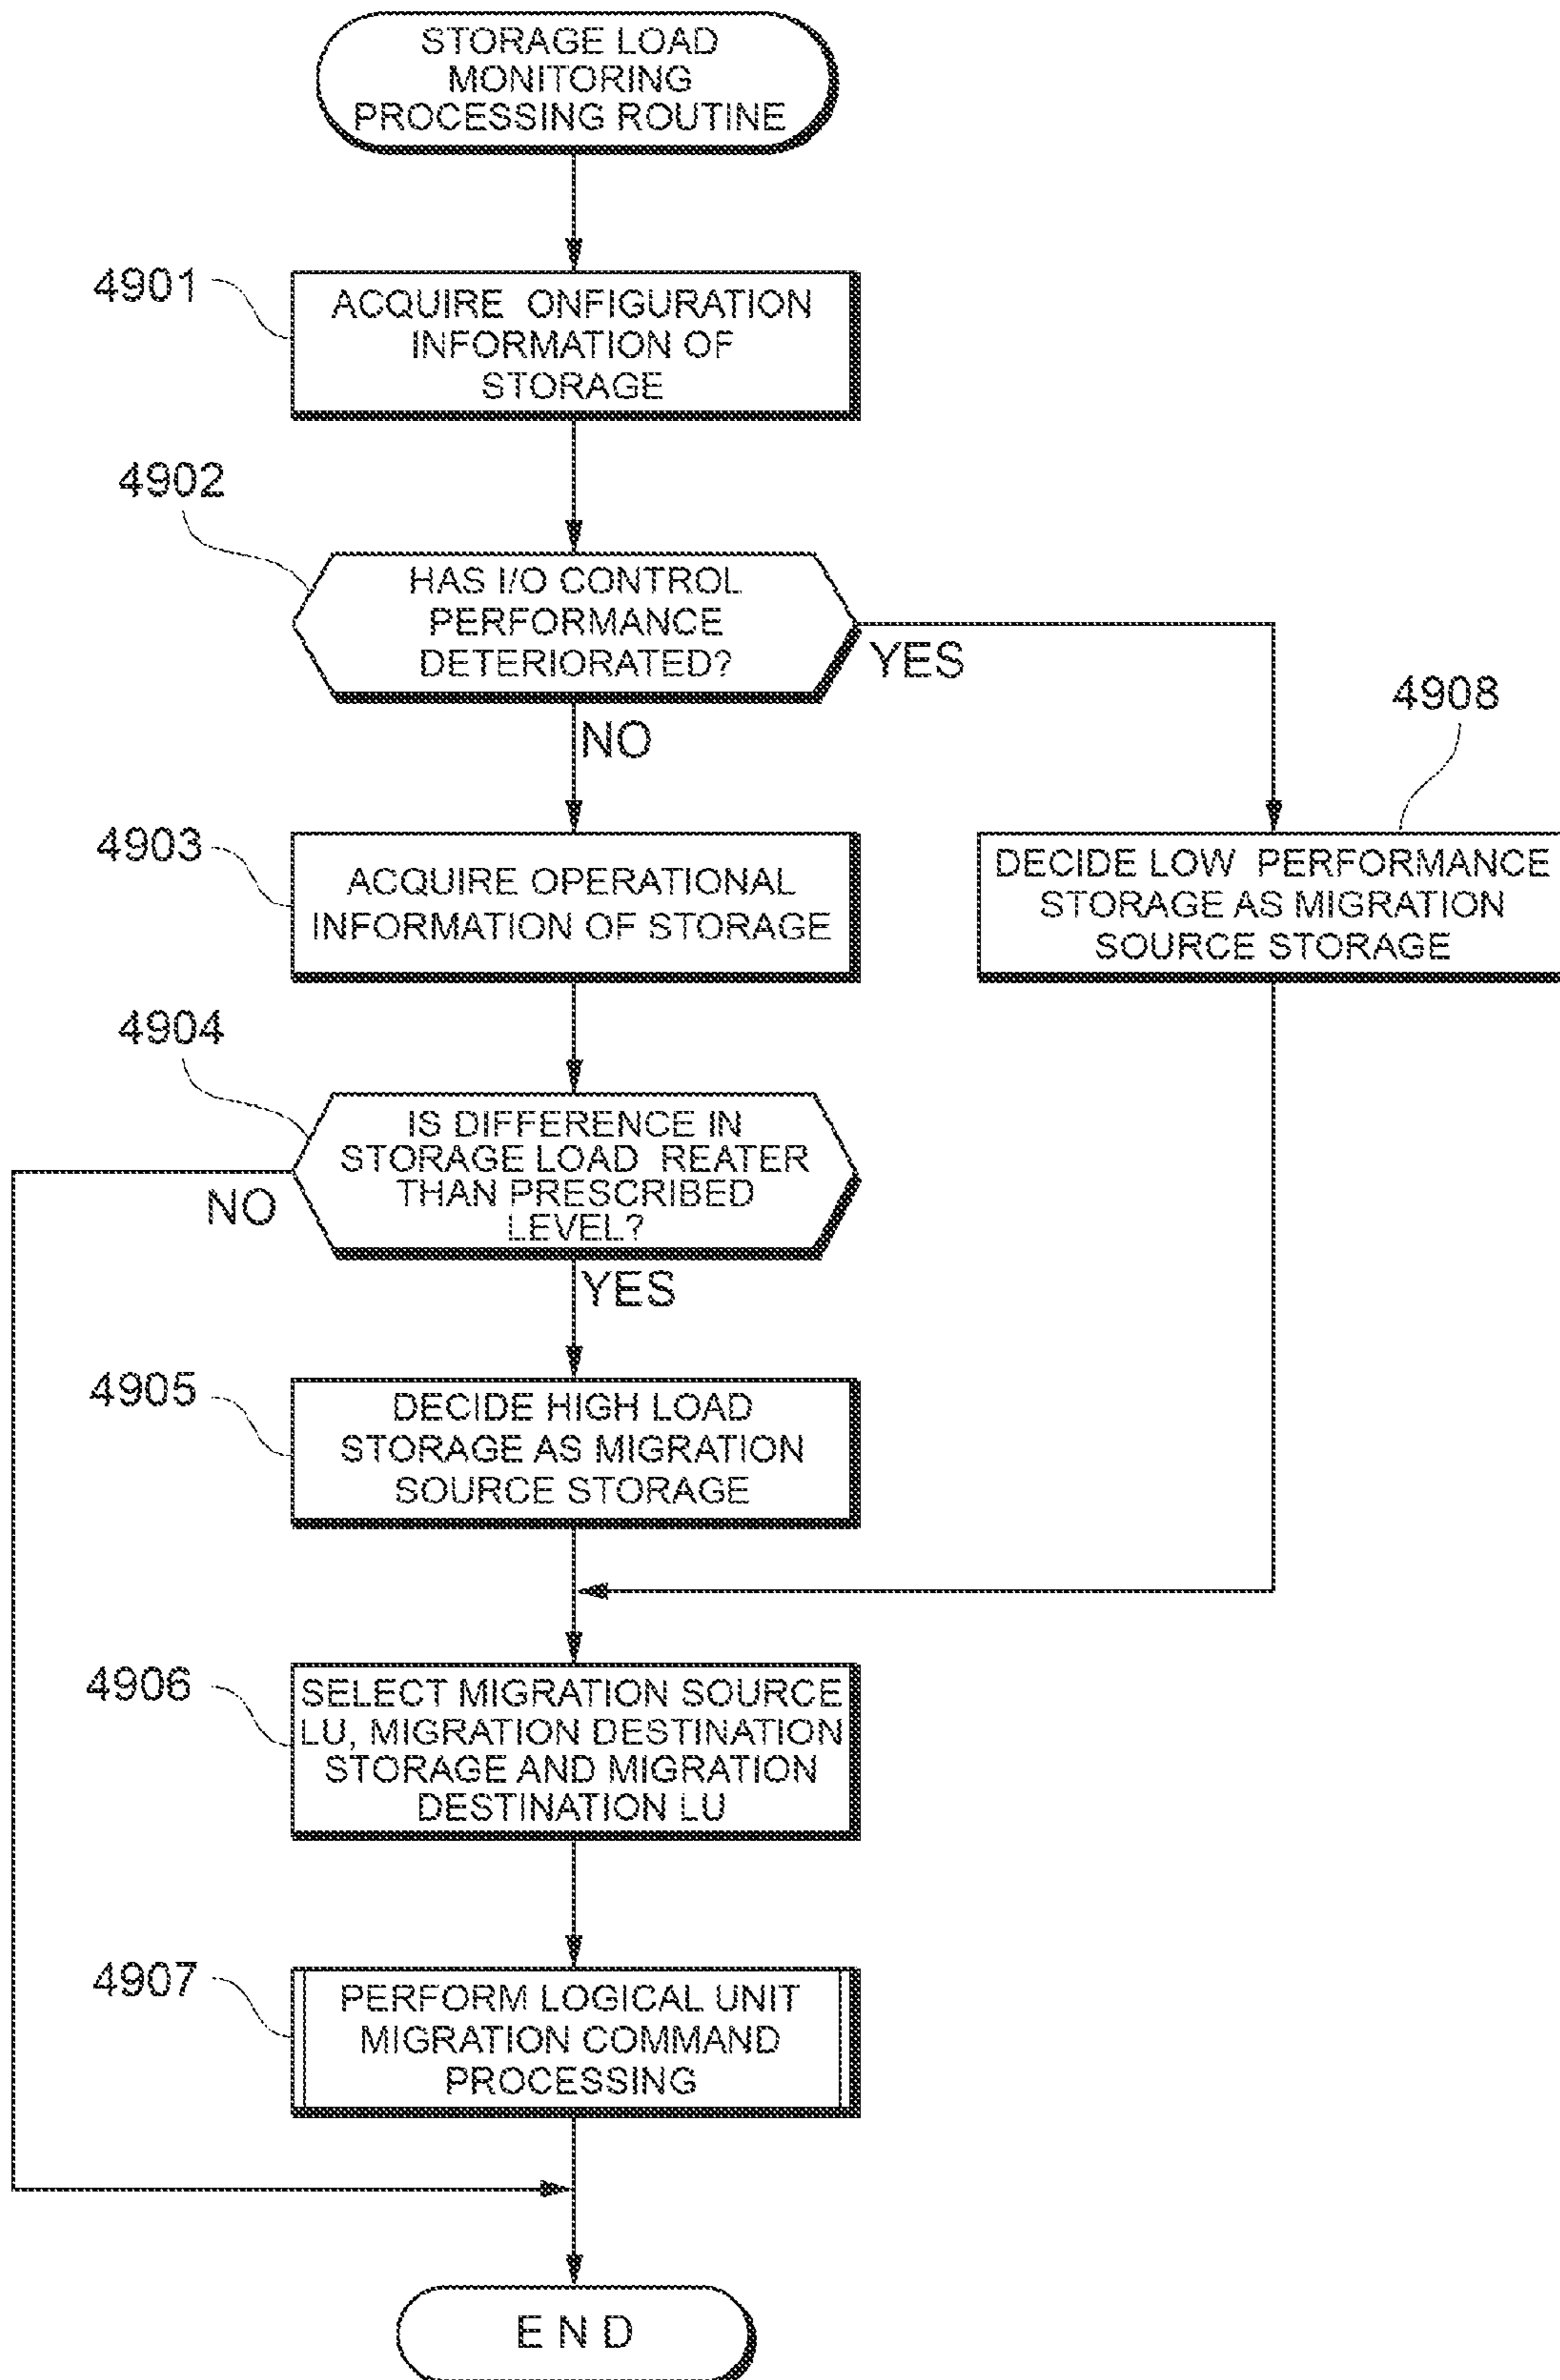 STORAGE LOAD
MONITORING
PROCESSING ROUTINE
4901
ACQUIRE ONFIGURATION
INFORMATION OF
STORAGE
4902
HAS I/O CONTROL
PERFORMANCE
DETERIORATED?
YES
NO
4908
DECIDE LOW PERFORMANCE
STORAGE AS MIGRATION
SOURCE STORAGE
4903
ACQUIRE OPERATIONAL
INFORMATION OF STORAGE
4904
IS DIFFERENCE IN
STORAGE LOAD REATER
THAN PRESCRIBED
LEVEL?
NO
YES
4905
DECIDE HIGH LOAD
STORAGE AS MIGRATION
SOURCE STORAGE
4906
SELECT MIGRATION SOURCE
LU, MIGRATION DESTINATION
STORAGE AND MIGRATION
DESTINATION LU
4907
PERFORM LOGICAL UNIT
MIGRATION COMMAND
PROCESSING
END